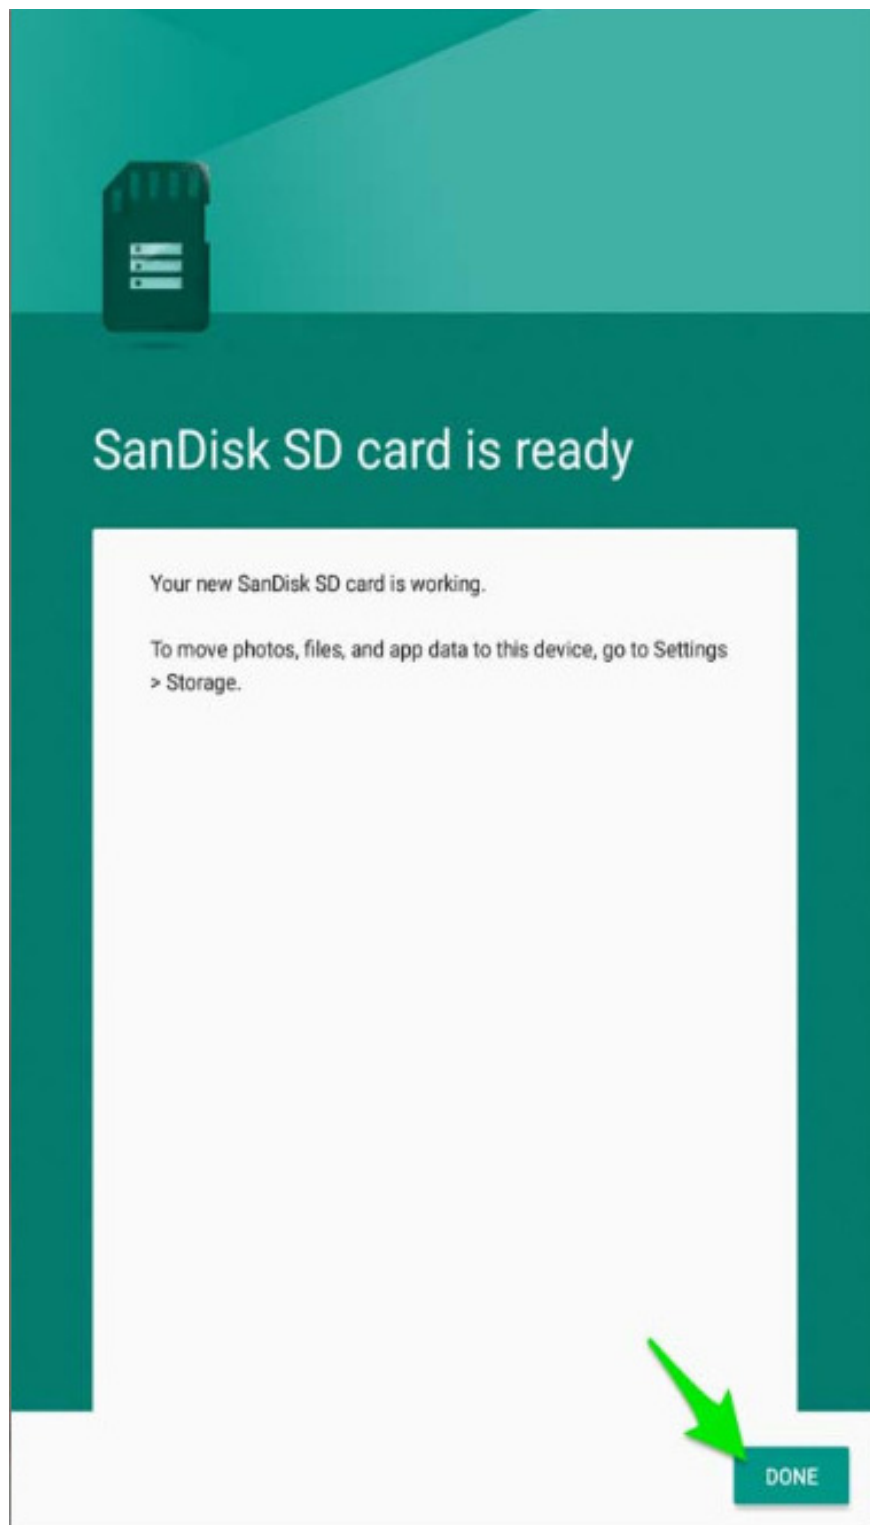 SanDisk SD card is ready
Your new SanDisk SD card is working.
To move photos, files, and app data to this device, go to Settings
> Storage.
DONE